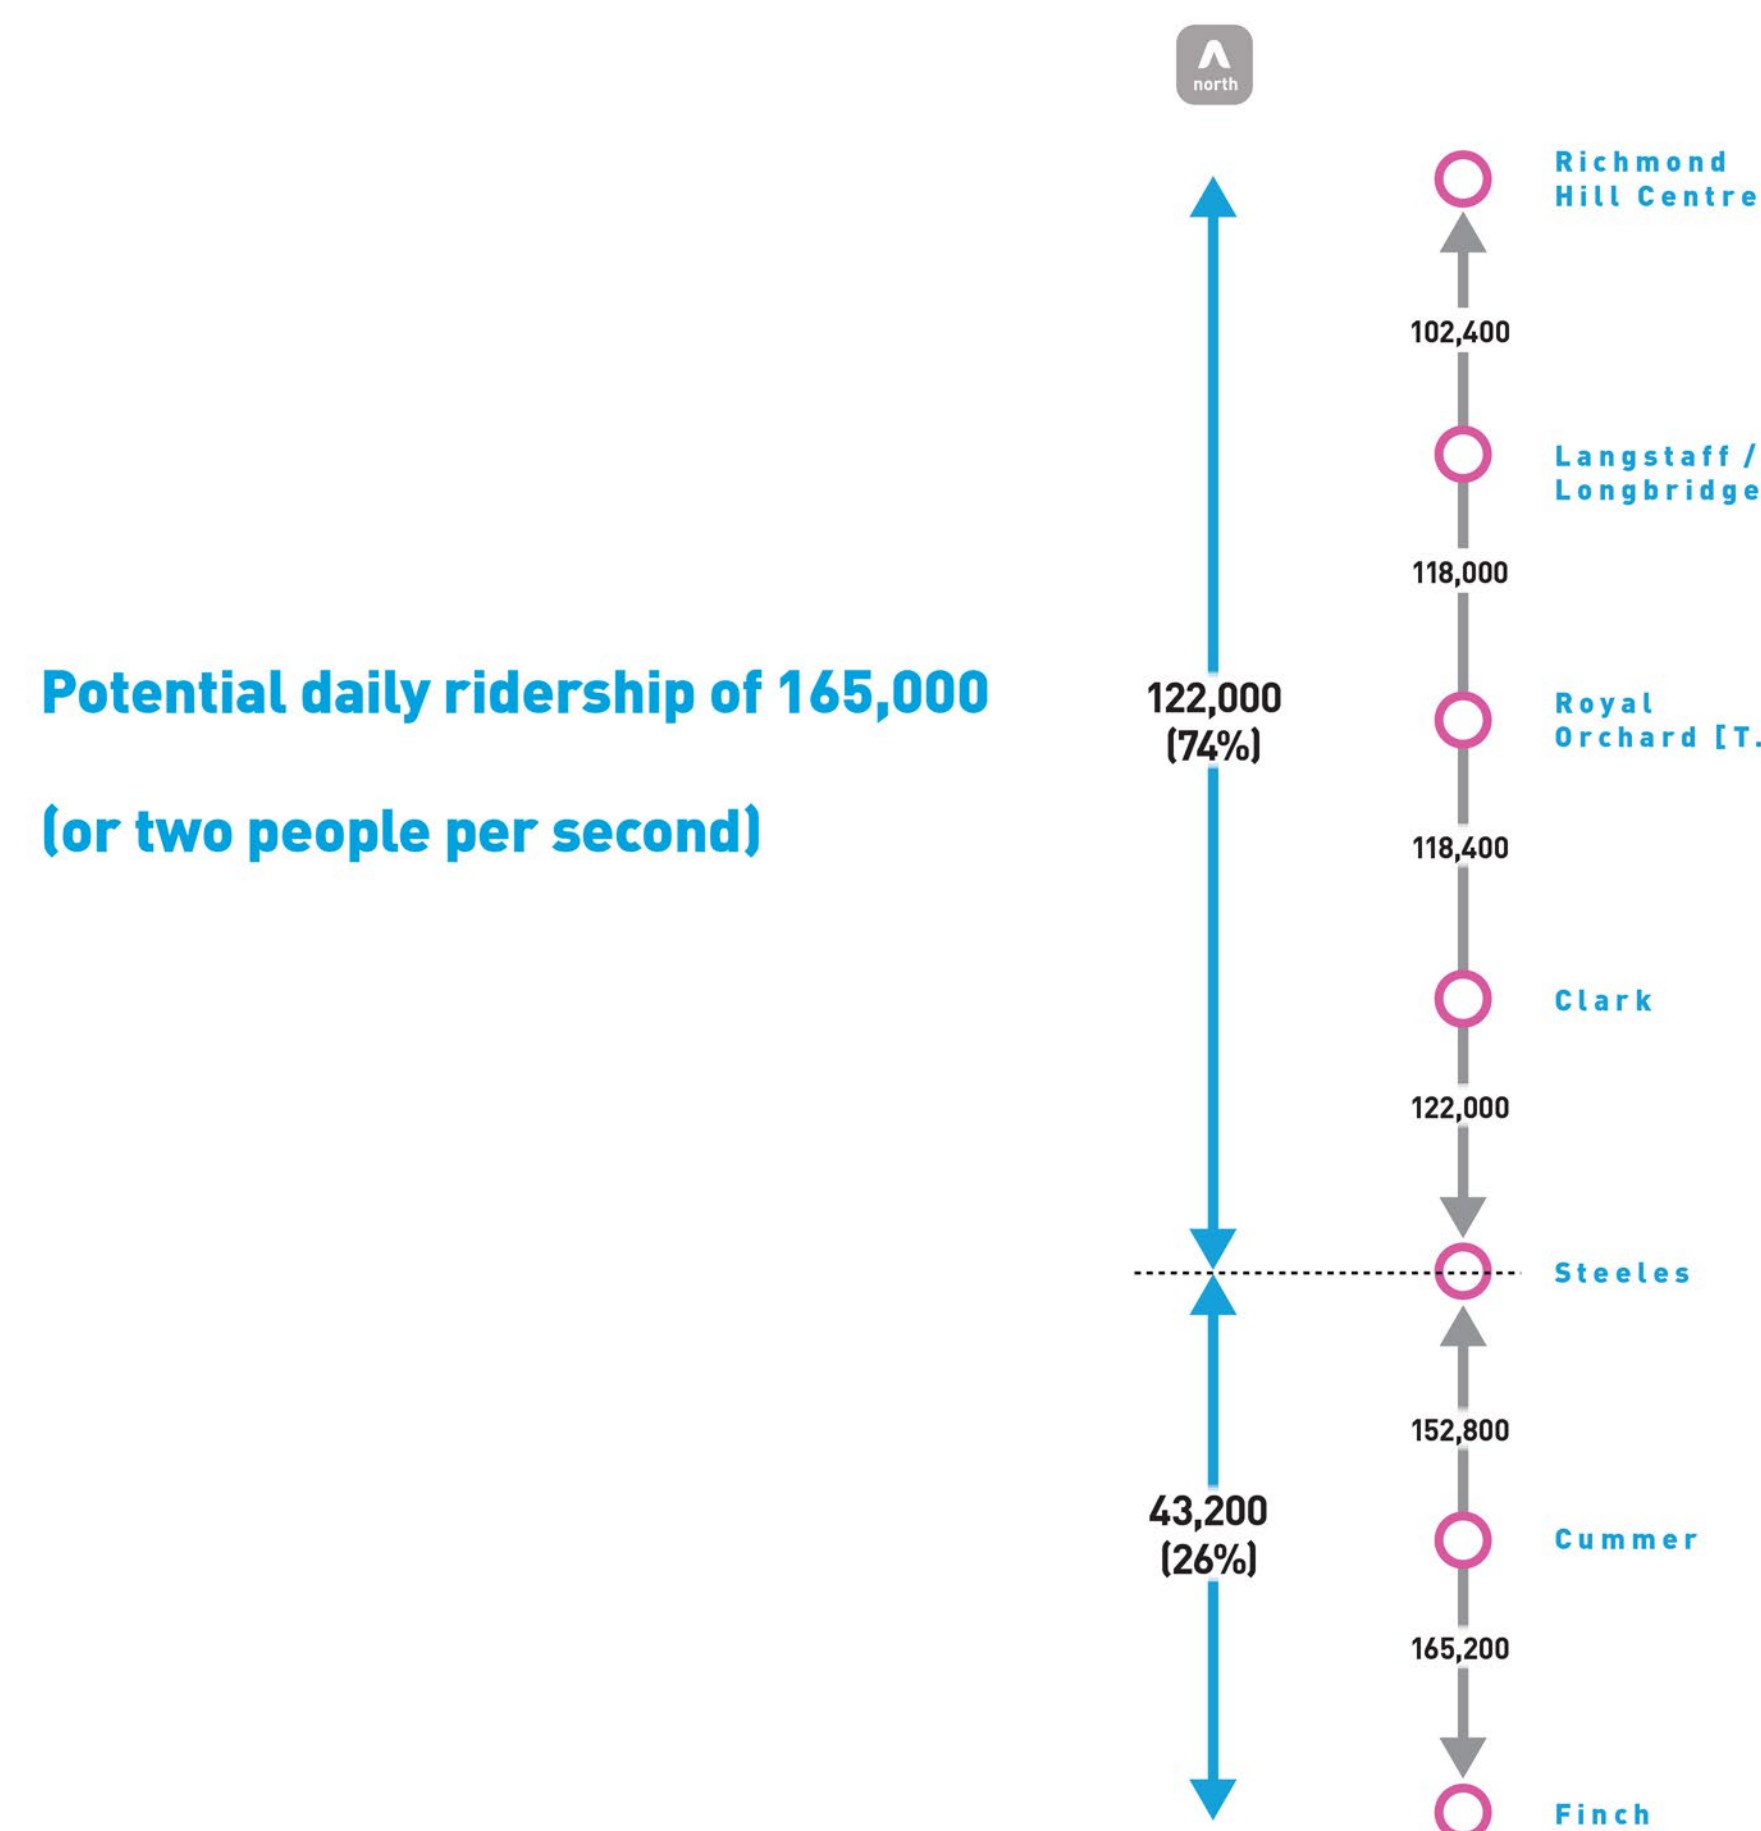 north
Richmond
Hill Centre
102,400
Langstaff /
Longbridge
118,000
Potential daily ridership of 165,000
(or two people per second)
122,000
(74%)
Royal
Orchard [T.
118,400
Clark
122,000
Steeles
152,800
43,200
(26%)
Cummer
165,200
Finch